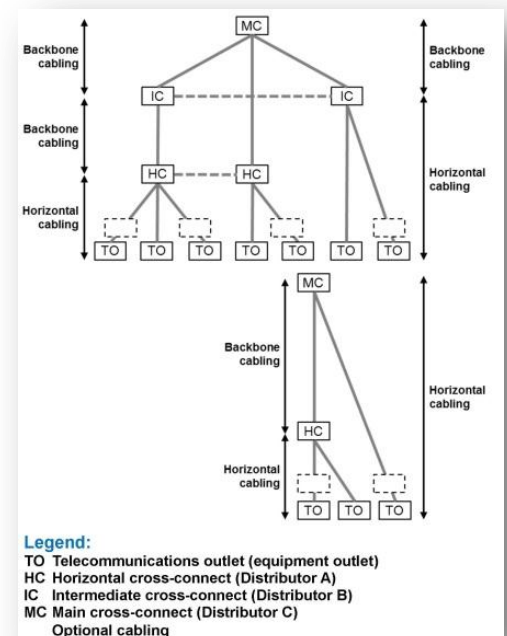 MC
Backbone
cabling
Backbone
cabling
IC
IC
Backbone
cabling
Horizontal
cabling
HC
HC
Horizontal
cabling
TO
TO
TO
TO
TO
TO
TO
MC
Backbone
cabling
Horizontal
cabling
HC
Horizontal
cabling
TO
TO
TO
Legend:
TO Telecommunications outlet (equipment outlet)
HC Horizontal cross-connect (Distributor A)
IC Intermediate cross-connect (Distributor B)
MC Main cross-connect (Distributor C)
Optional cabling